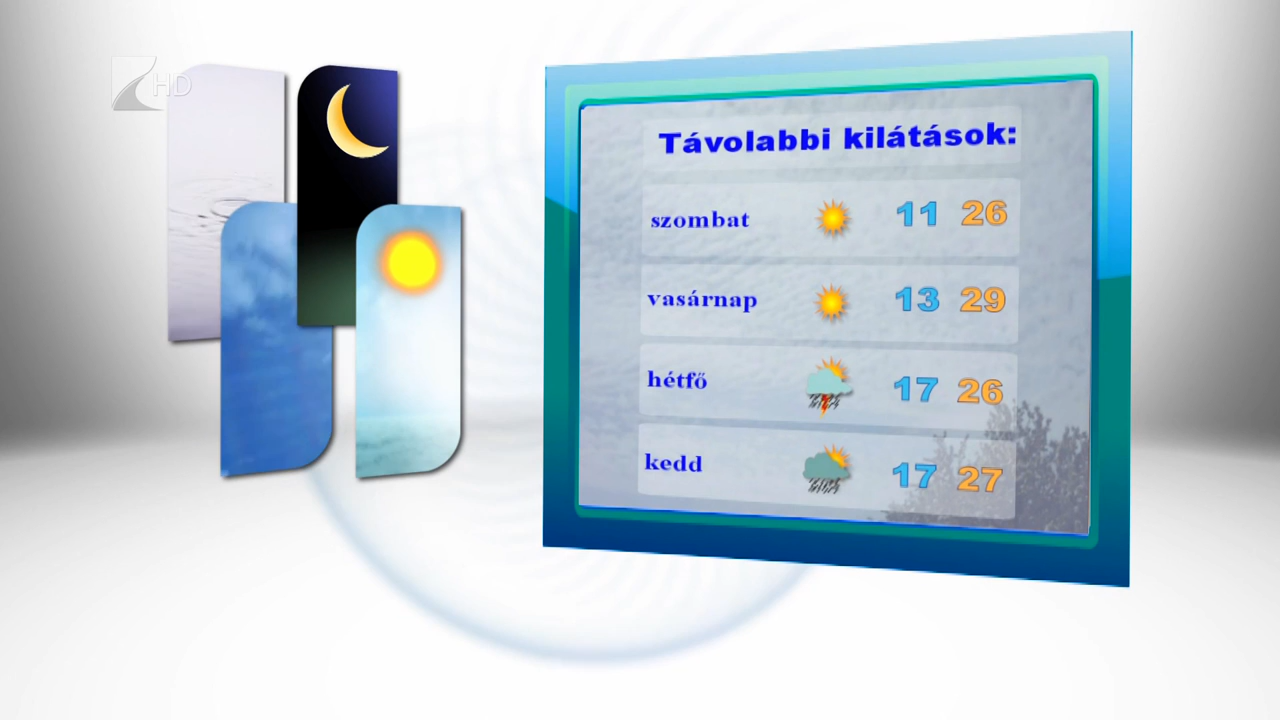 HD
Távolabbi kilátások:
szombat 11 26
vasárnap 13 29
hétfő 17 26
kedd 17 27